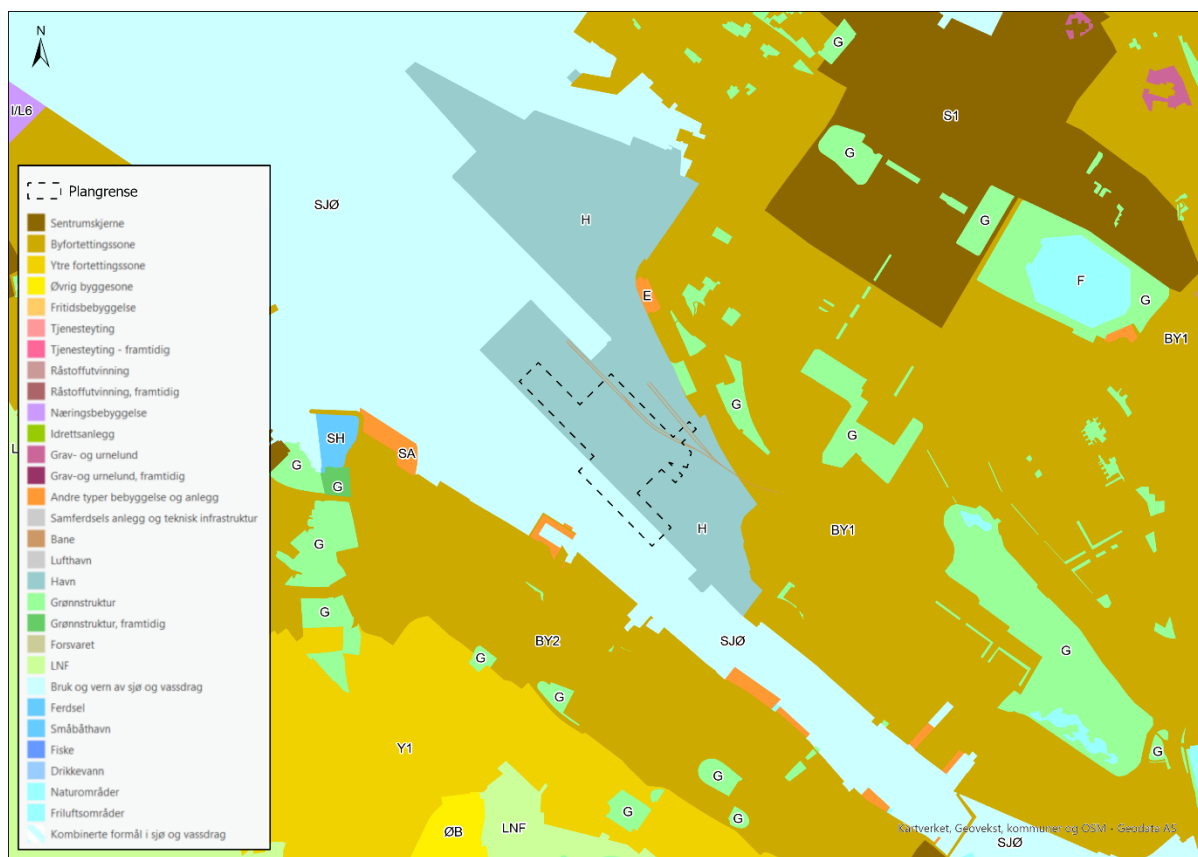 N
I/L6
Plangrense
Sentrumskjerne
Byfortettingssone
Ytre fortettingssone
Øvrig byggesone
Fritidsbebyggelse
Tjenesteyting
Tjenesteyting - framtidig
Råstoffutvinning
Råstoffutvinning, framtidig
Næringsbebyggelse
Idrettsanlegg
Grav- og urnelund
Grav-og urnelund, framtidig
Andre typer bebyggelse og anlegg
Samferdsels anlegg og teknisk infrastruktur
Bane
Lufthavn
Havn
Grønnstruktur
Grønnstruktur, framtidig
Forsvaret
LNF
Bruk og vern av sjø og vassdrag
Ferdsel
Småbåthavn
Fiske
Drikkevann
Naturområder
Friluftsområder
Kombinerte formål i sjø og vassdrag
G
S1
G
SJØ
H
G
F
G
E
BY1
G
G
SH
SA
G
G
G
H
BY1
G
BY2
SJØ
G
G
G
Y1
G
G
G
G
ØB
LNF
SJØ
Kartverket, Geovekst, kommuner og OSM - Geodata AS